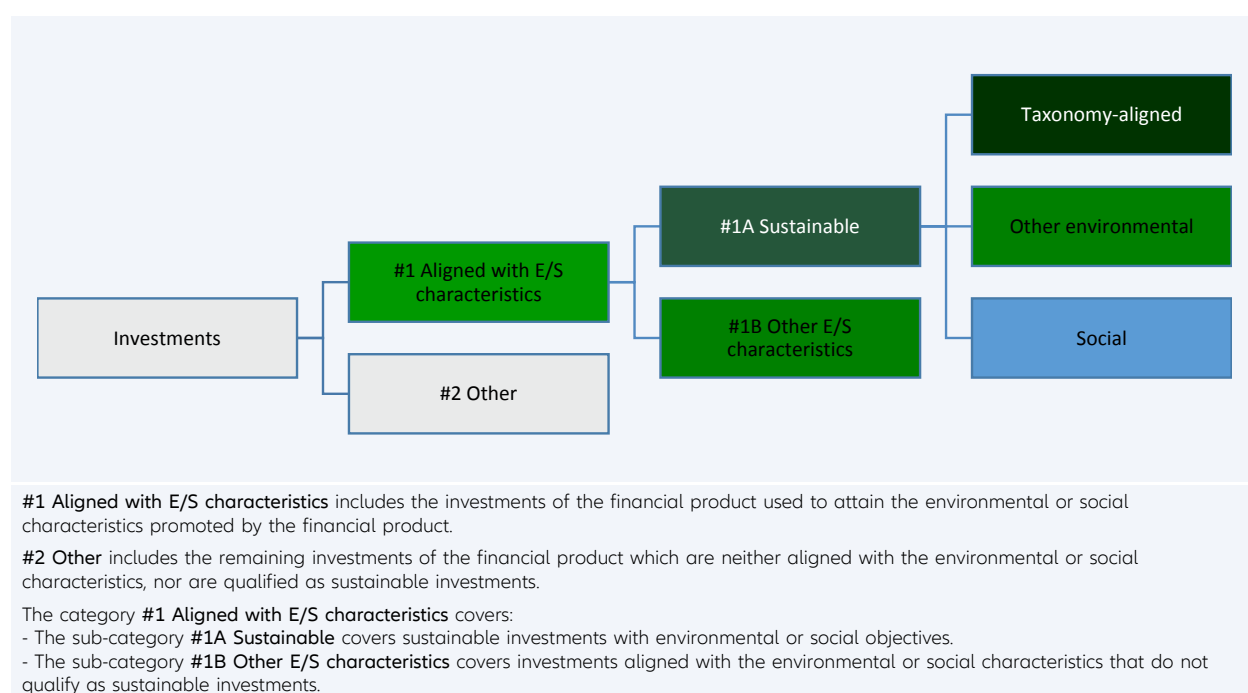 Taxonomy-aligned
#1A Sustainable
Other environmental
#1 Aligned with E/S
characteristics
Investments
#1B Other E/S
characteristics
Social
#2 Other
#1 Aligned with E/S characteristics includes the investments of the financial product used to attain the environmental or social
characteristics promoted by the financial product.
#2 Other includes the remaining investments of the financial product which are neither aligned with the environmental or social
characteristics, nor are qualified as sustainable investments.
The category #1 Aligned with E/S characteristics covers:
- The sub-category #1A Sustainable covers sustainable investments with environmental or social objectives.
- The sub-category #1B Other E/S characteristics covers investments aligned with the environmental or social characteristics that do not
qualify as sustainable investments.